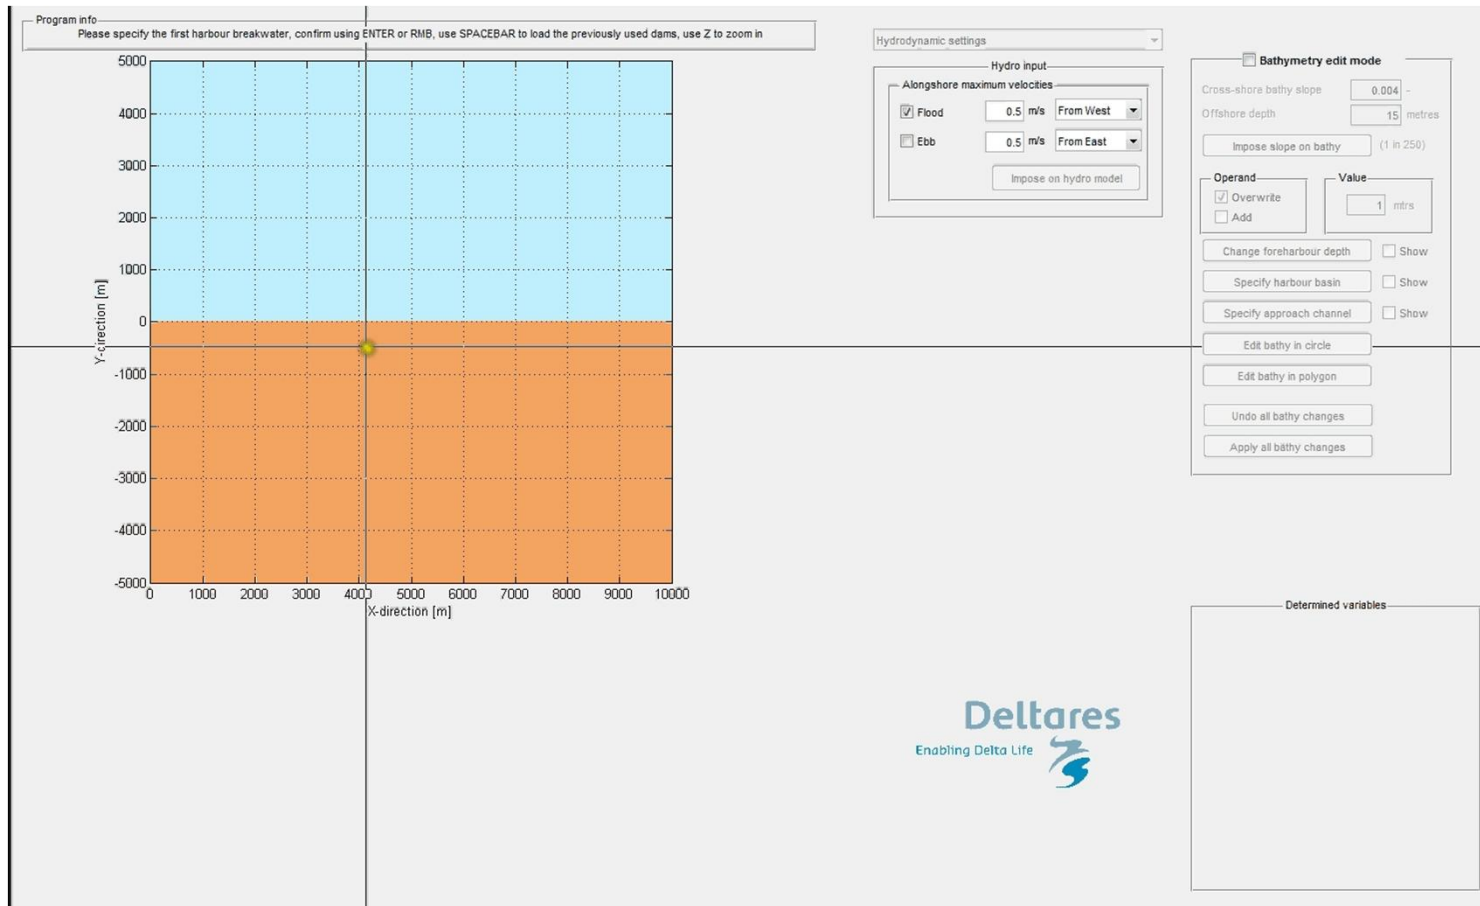 Program info
Please specify the first harbour breakwater, confirm using ENTER or RMB, use SPACEBAR to load the previously used dams, use Z to zoom in
5000
4000
3000
2000
1000
0
-1000
-2000
-3000
-4000
-5000
Y-direction [m]
0 1000 2000 3000 4000 5000 6000 7000 8000 9000 10000
X-direction [m]
Hydrodynamic settings
Hydro input
Alongshore maximum velocities
Flood 0.5 m/s From West
Ebb 0.5 m/s From East
Impose on hydro model
Bathymetry edit mode
Cross-shore bathy slope 0.004 -
Offshore depth 15 metres
Impose slope on bathy (1 in 250)
Operand
Overwrite
Add
Value
1 mtrs
Change foreharbour depth Show
Specify harbour basin Show
Specify approach channel Show
Edit bathy in circle
Edit bathy in polygon
Undo all bathy changes
Apply all bathy changes
Determined variables
Deltares
Enabling Delta Life